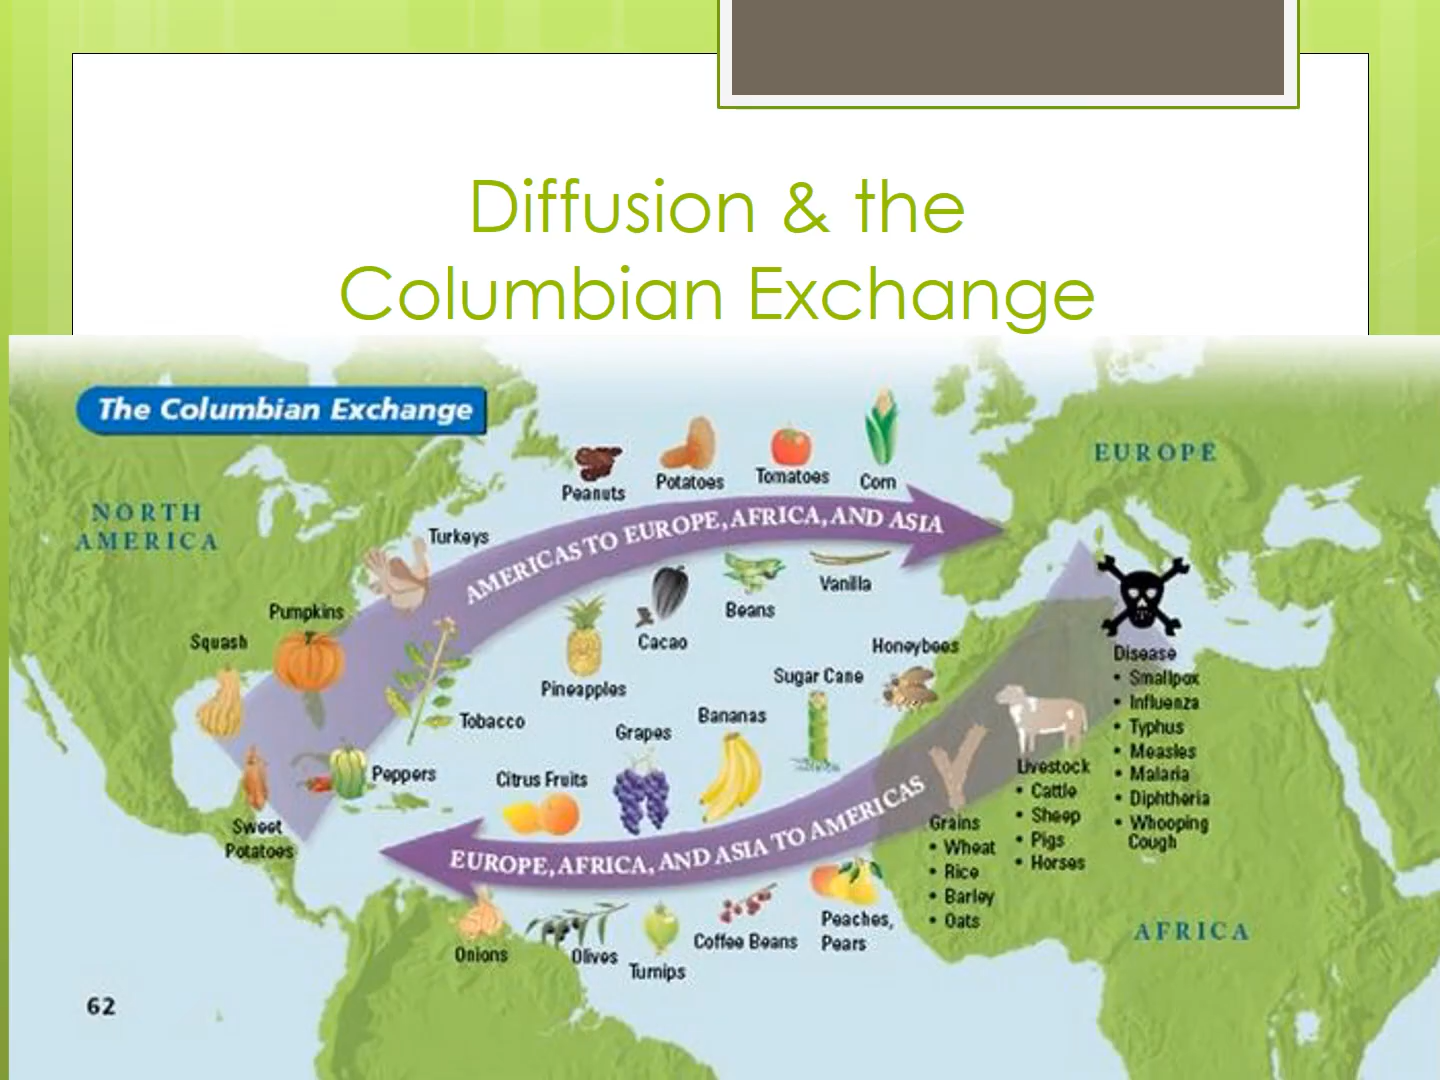 Diffusion & the
Columbian Exchange
The Columbian Exchange
NORTH
AMERICA
EUROPE
AFRICA
Peanuts
Potatoes
Tomatoes
Corn
Turkeys
AMERICAS TO EUROPE, AFRICA, AND ASIA
Pumpkins
Squash
Cacao
Beans
Vanilla
Pineapples
Tobacco
Peppers
Sweet
Potatoes
Honeybees
Sugar Cane
Bananas
Grapes
Citrus Fruits
EUROPE, AFRICA, AND ASIA TO AMERICAS
Onions
Olives
Turnips
Coffee Beans
Peaches,
Pears
Grains
• Wheat
• Rice
• Barley
• Oats
Livestock
• Cattle
• Sheep
• Pigs
• Horses
Disease
• Smallpox
• Influenza
• Typhus
• Measles
• Malaria
• Diphtheria
• Whooping
Cough
62